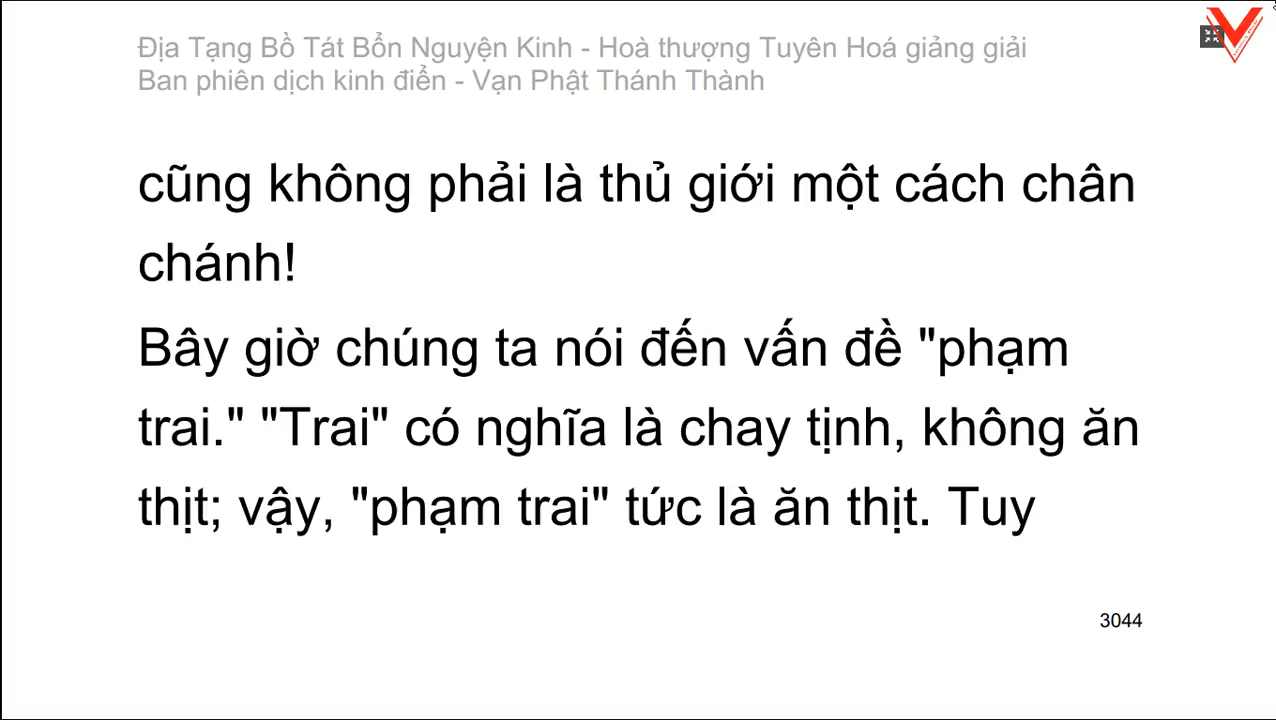 Địa Tạng Bồ Tát Bổn Nguyện Kinh - Hoà thượng Tuyên Hoá giảng giải
Ban phiên dịch kinh điển - Vạn Phật Thánh Thành
cũng không phải là thủ giới một cách chân
chánh!
Bây giờ chúng ta nói đến vấn đề "phạm
trai." "Trai" có nghĩa là chay tịnh, không ăn
thịt; vậy, "phạm trai" tức là ăn thịt. Tuy
3044